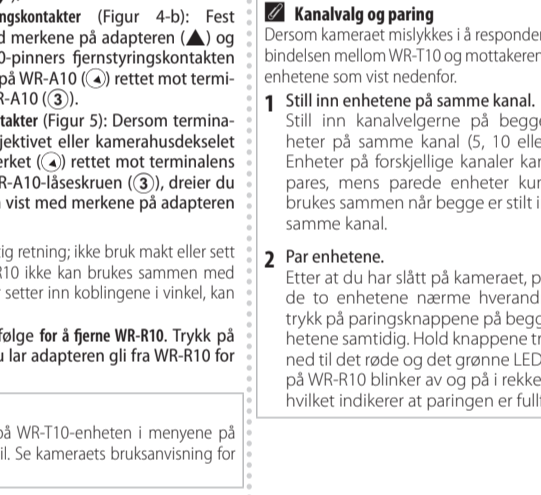 ngskontakter (Figur 4-b): Fest
merkene på adapteren (▲) og
0-pinners fjernstyringskontakten
på WR-A10 (◀) rettet mot termi-
R-A10 (③).
takter (Figur 5): Dersom termina-
jektivet eller kamerahusdekselet
erket (◀) rettet mot terminalens
R-A10-låseskruen (③), dreier du
vist med merkene på adapteren
ig retning; ikke bruk makt eller sett
R10 ikke kan brukes sammen med
setter inn koblingene i vinkel, kan
følge for å fjerne WR-R10. Trykk på
u lar adapteren gli fra WR-R10 for
på WR-T10-enheten i menyene på
il. Se kameraets bruksanvisning for
Kanalvalg og paring
Dersom kameraet mislykkes i å responder
bindelsen mellom WR-T10 og mottakeren
enhetene som vist nedenfor.
1 Still inn enhetene på samme kanal.
Still inn kanalvelgerne på begge
heter på samme kanal (5, 10 elle
Enheter på forskjellige kanaler kan
pares, mens parede enheter kun
brukes sammen når begge er stilt i
samme kanal.
2 Par enhetene.
Etter at du har slått på kameraet, p
de to enhetene nærme hverand
trykk på paringsknappene på begg
hetene samtidig. Hold knappene tr
ned til det røde og det grønne LED
på WR-R10 blinker av og på i rekke
hvilket indikerer at paringen er full